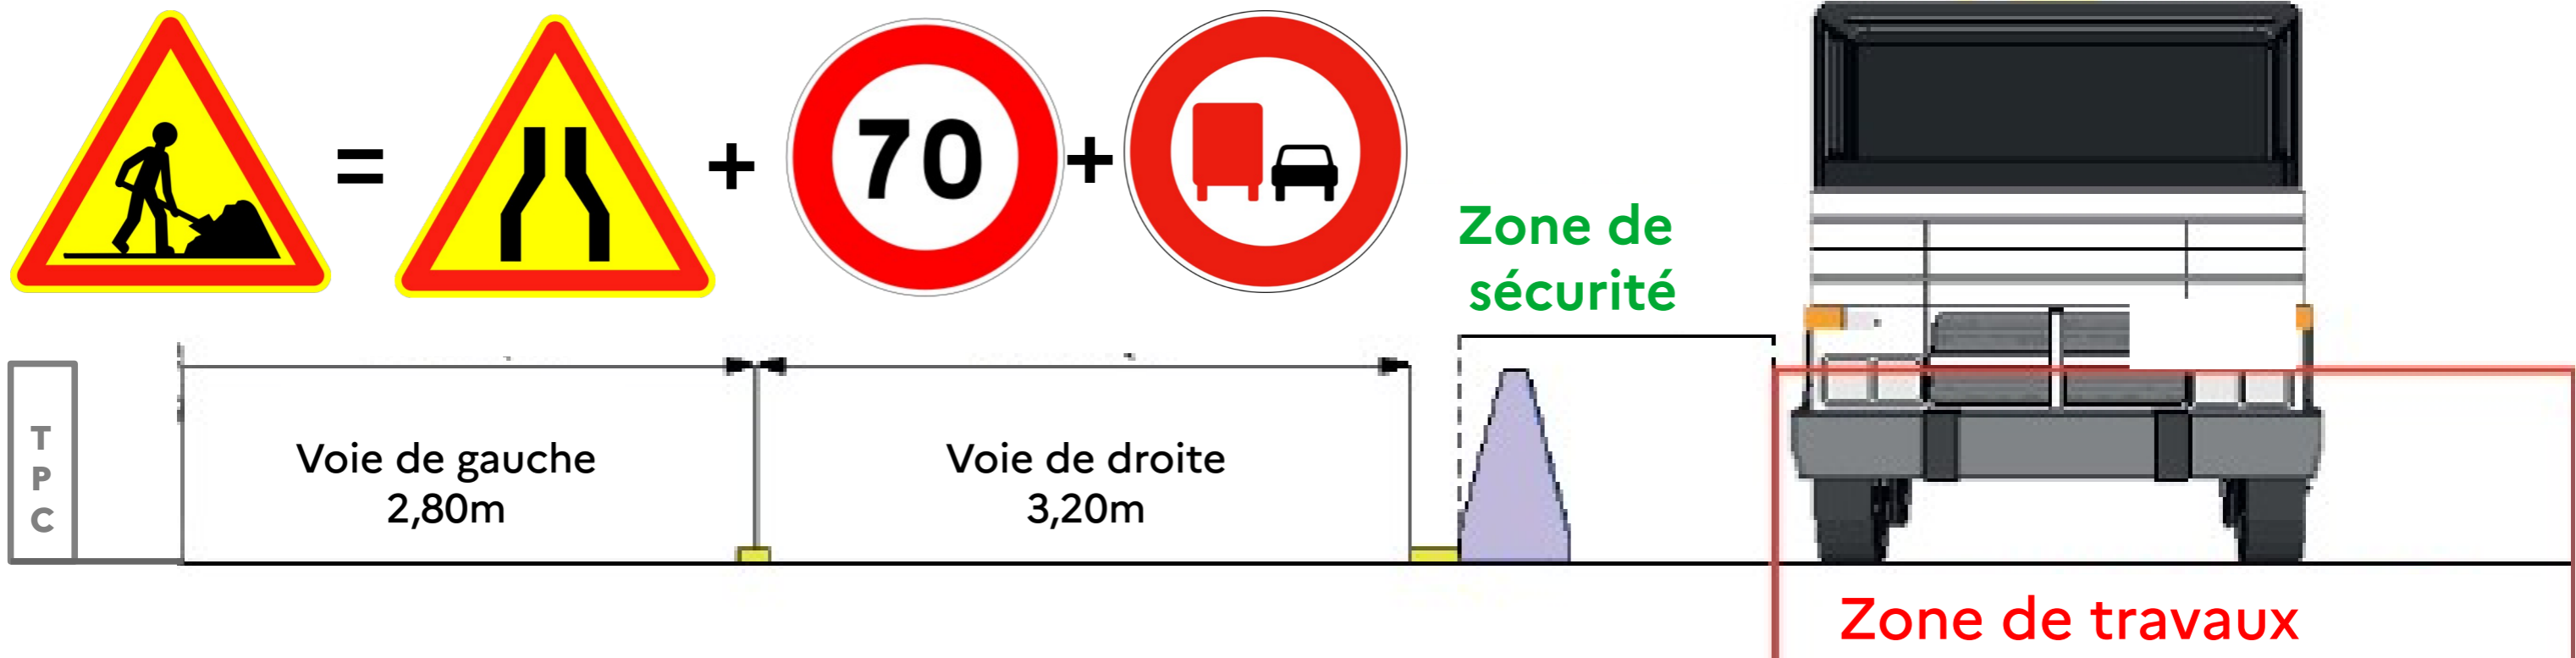 =
+
70
+
Zone de
sécurité
T
P
C
Voie de gauche
2,80m
Voie de droite
3,20m
Zone de travaux